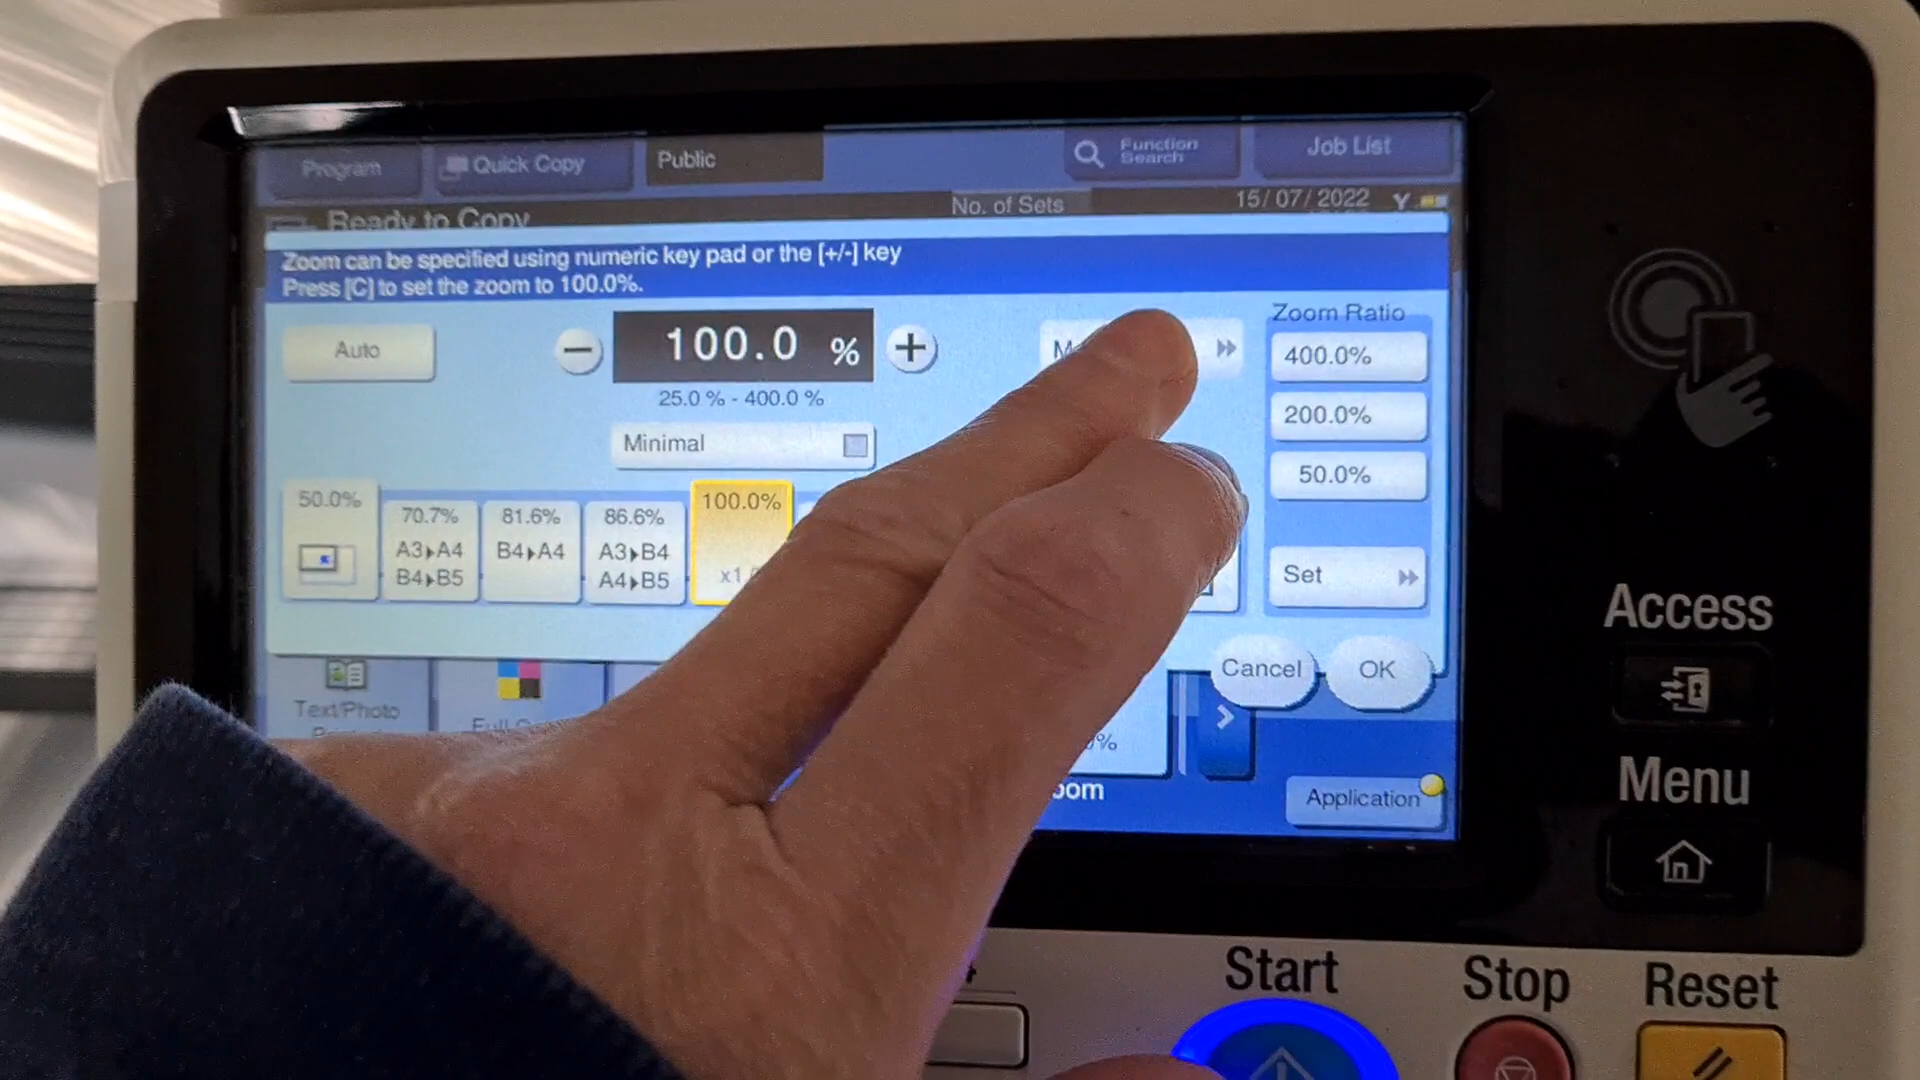 Program
Quick Copy
Public
Function
Search
Job List
Ready to Copy
No. of Sets
15/07/2022
Y
Zoom can be specified using numeric key pad or the [+/-] key
Press [C] to set the zoom to 100.0%.
Auto
100.0 %
25.0 % - 400.0 %
Minimal
Zoom Ratio
400.0%
200.0%
50.0%
Set
50.0%
70.7%
A3▸A4
B4▸B5
81.6%
B4▸A4
86.6%
A3▸B4
A4▸B5
100.0%
Cancel
OK
Text/Photo
Application
Access
Menu
Start
Stop
Reset